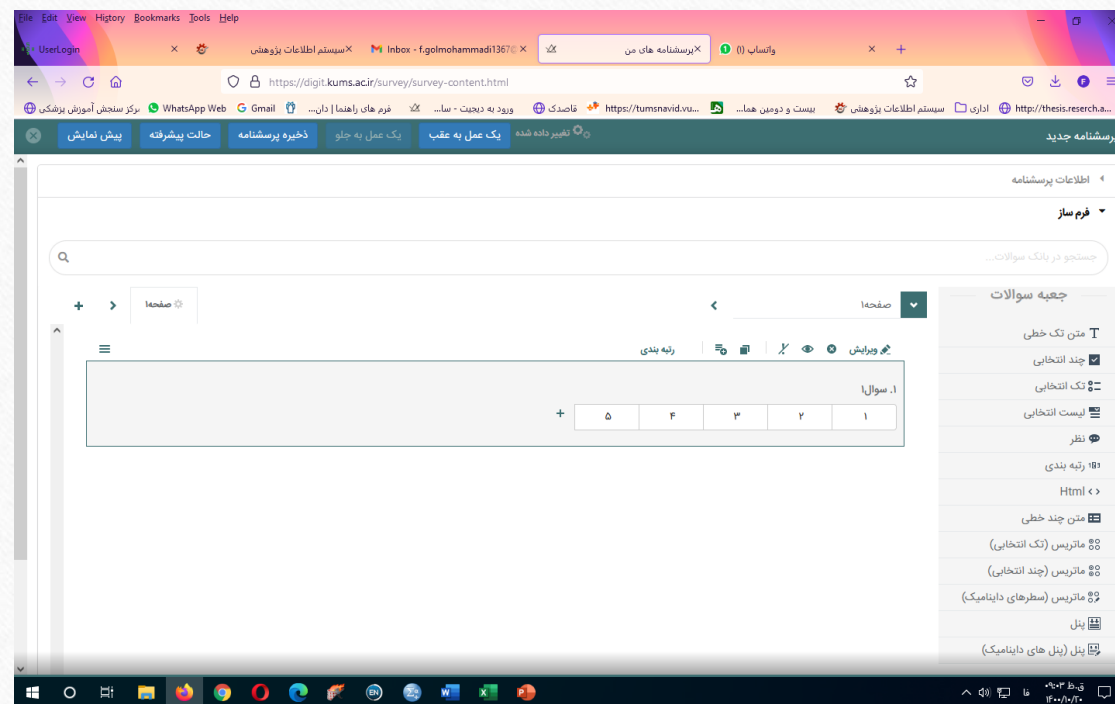 File Edit View History Bookmarks Tools Help
UserLogin
سیستم اطلاعات پژوهشی
Inbox - f.golmohammadi1367@
پرسشنامه های من
واتساپ (1)
https://digit.kums.ac.ir/survey/survey-content.html
مرکز سنجش آموزش پزشکی
WhatsApp Web
Gmail
فرم های راهنما | دان...
ورود به دیجیت - سا...
قاصدک
https://tumsnavid.vu...
بیست و دومین هما...
سیستم اطلاعات پژوهشی
اداری
http://thesis.reserch.a...
پرسشنامه جدید
تغییر داده شده
یک عمل به عقب
یک عمل به جلو
ذخیره پرسشنامه
حالت پیشرفته
پیش نمایش
اطلاعات پرسشنامه
فرم ساز
جستجو در بانک سوالات...
جعبه سوالات
صفحه۱
صفحه۱
متن تک خطی
چند انتخابی
تک انتخابی
لیست انتخابی
نظر
رتبه بندی
Html
متن چند خطی
ماتریس (تک انتخابی)
ماتریس (چند انتخابی)
ماتریس (سطرهای داینامیک)
پنل
پنل (پنل های داینامیک)
ویرایش
رتبه بندی
۱. سوال۱
۱ ۲ ۳ ۴ ۵
فا
۰۹:۰۳ ق.ظ
۱۴۰۰/۱۰/۲۰